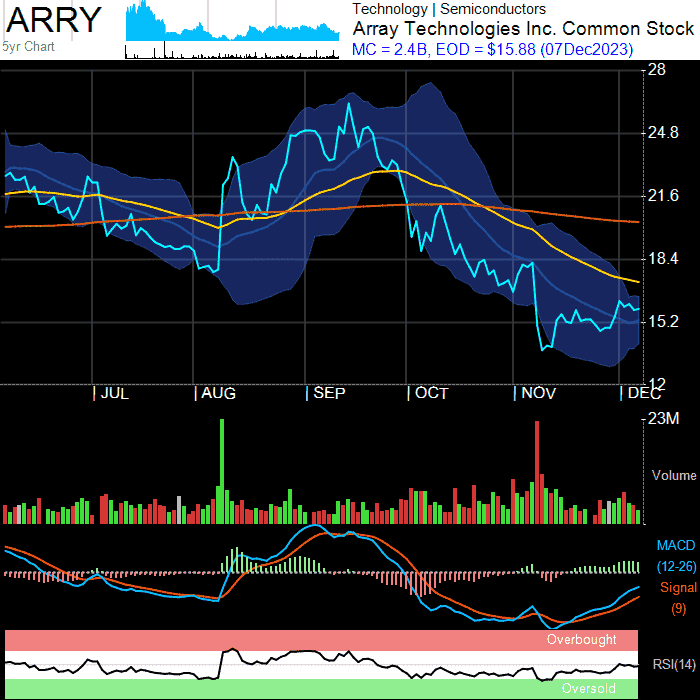 ARRY
5yr Chart
Technology | Semiconductors
Array Technologies Inc. Common Stock
MC = 2.4B, EOD = $15.88 (07Dec2023)
28
24.8
21.6
18.4
15.2
12
JUL
AUG
SEP
OCT
NOV
DEC
23M
Volume
MACD
(12-26)
Signal
(9)
Overbought
RSI(14)
Oversold